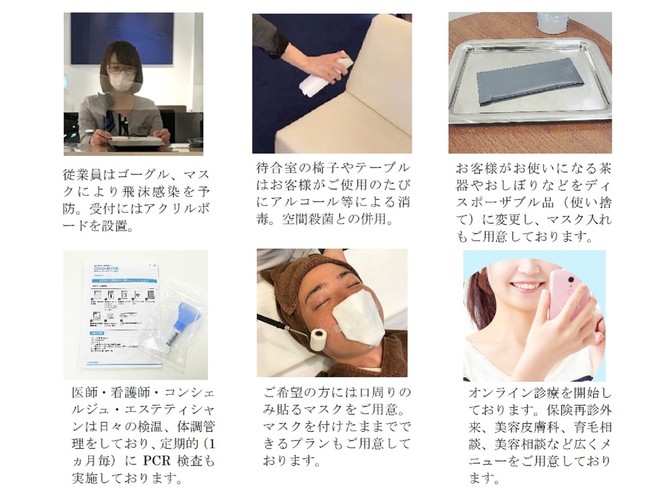 従業員はゴーグル、マス
クにより飛沫感染を予
防。受付にはアクリルボ
ードを設置。
待合室の椅子やテーブル
はお客様がご使用のたび
にアルコール等による消
毒。空間殺菌との併用。
お客様がお使いになる茶
器やおしぼりなどをディ
スポーザブル品（使い捨
て）に変更し、マスク入れ
もご用意しております。
医師・看護師・コンシェ
ルジュ・エステティシャ
ンは日々の検温、体調管
理をしており、定期的（1
ヵ月毎）に PCR 検査も
実施しております。
ご希望の方には口周りの
み貼るマスクをご用意。
マスクを付けたままでで
きるプランもご用意して
おります。
オンライン診療を開始し
ております。保険再診外
来、美容皮膚科、育毛相
談、美容相談など広くメ
ニューをご用意しており
ます。